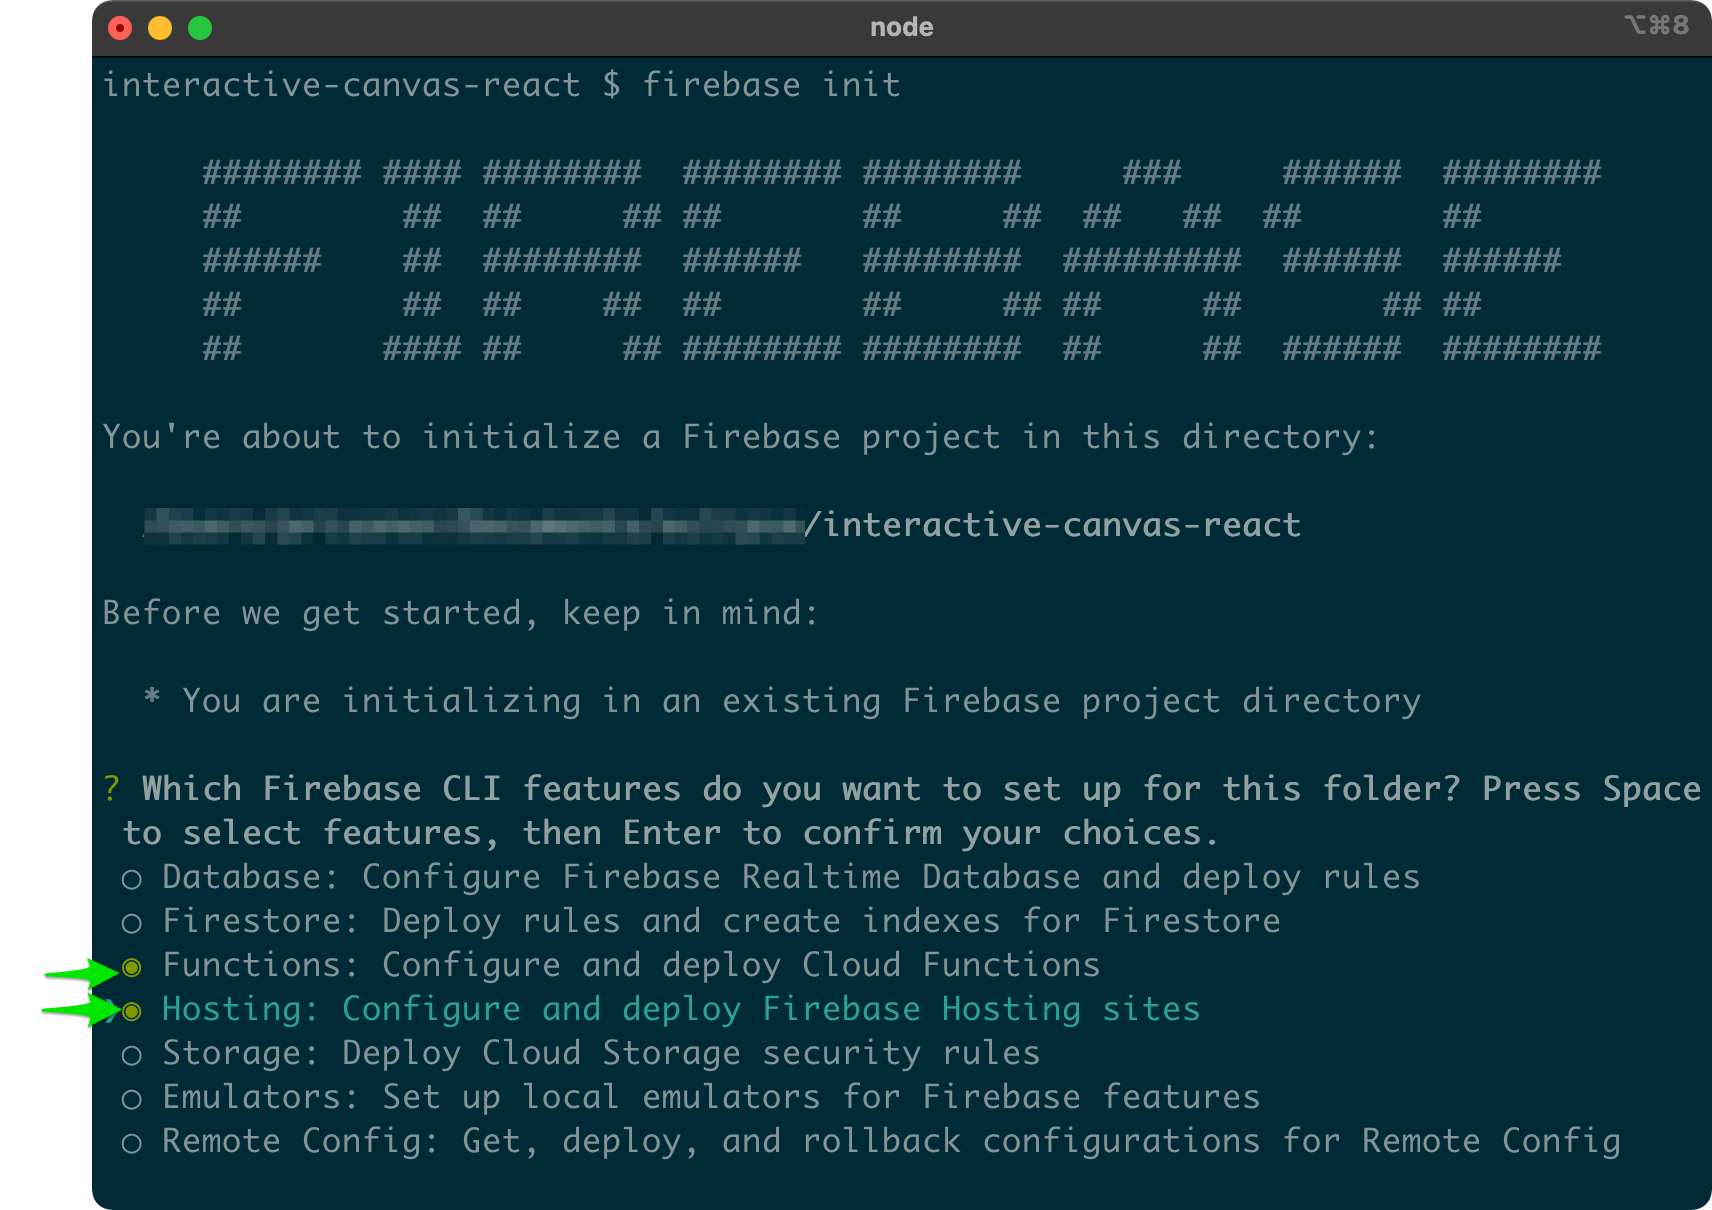 node
⌥⌘8
interactive-canvas-react $ firebase init
     ######## #### ########  ######## ########     ###     ######  ########
     ##        ##  ##     ## ##       ##     ##  ##   ##  ##       ##
     ######    ##  ########  ######   ########  #########  ######  ######
     ##        ##  ##    ##  ##       ##     ## ##     ##       ## ##
     ##       #### ##     ## ######## ########  ##     ##  ######  ########
You're about to initialize a Firebase project in this directory:
/interactive-canvas-react
Before we get started, keep in mind:
* You are initializing in an existing Firebase project directory
? Which Firebase CLI features do you want to set up for this folder? Press Space
to select features, then Enter to confirm your choices.
◯ Database: Configure Firebase Realtime Database and deploy rules
◯ Firestore: Deploy rules and create indexes for Firestore
◉ Functions: Configure and deploy Cloud Functions
❯◉ Hosting: Configure and deploy Firebase Hosting sites
◯ Storage: Deploy Cloud Storage security rules
◯ Emulators: Set up local emulators for Firebase features
◯ Remote Config: Get, deploy, and rollback configurations for Remote Config